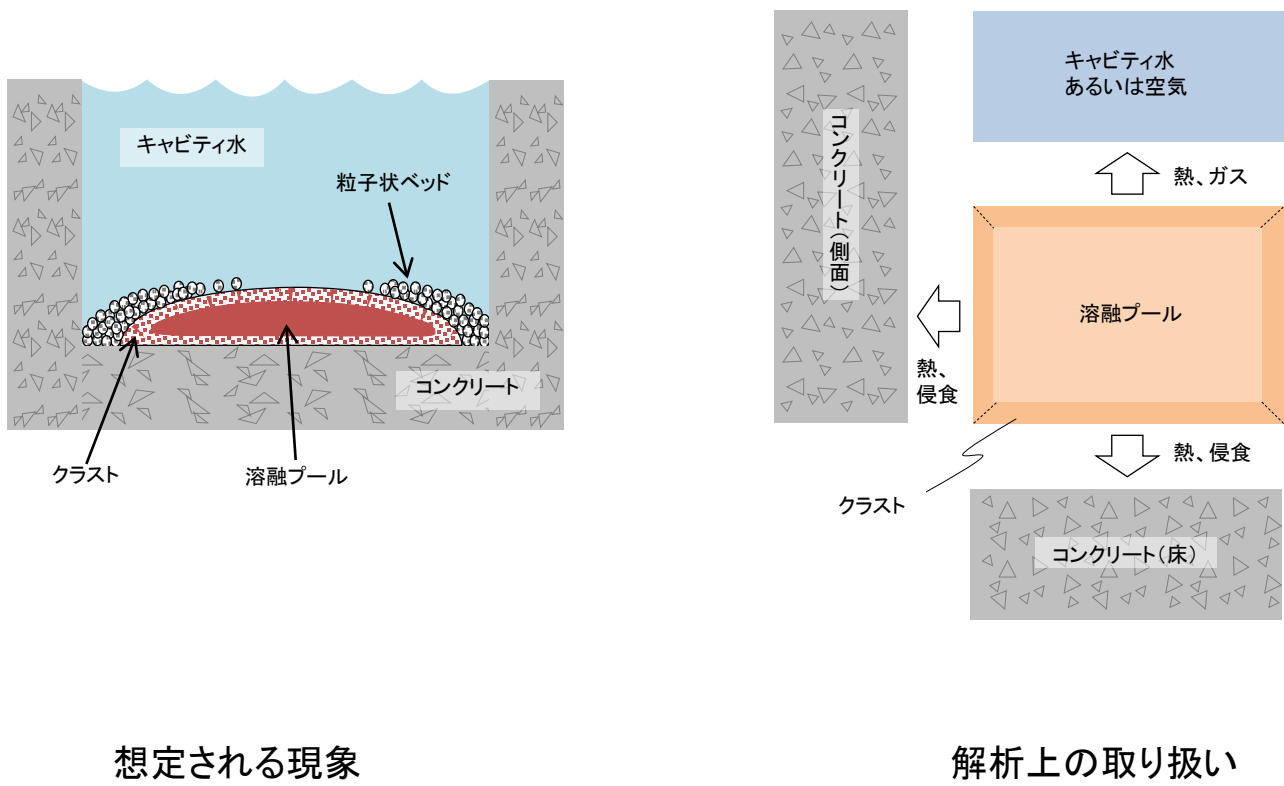 キャビティ水
粒子状ベッド
コンクリート
クラスト
溶融プール
想定される現象
キャビティ水
あるいは空気
コンクリート(側面)
熱、ガス
溶融プール
熱、
侵食
熱、侵食
クラスト
コンクリート(床)
解析上の取り扱い